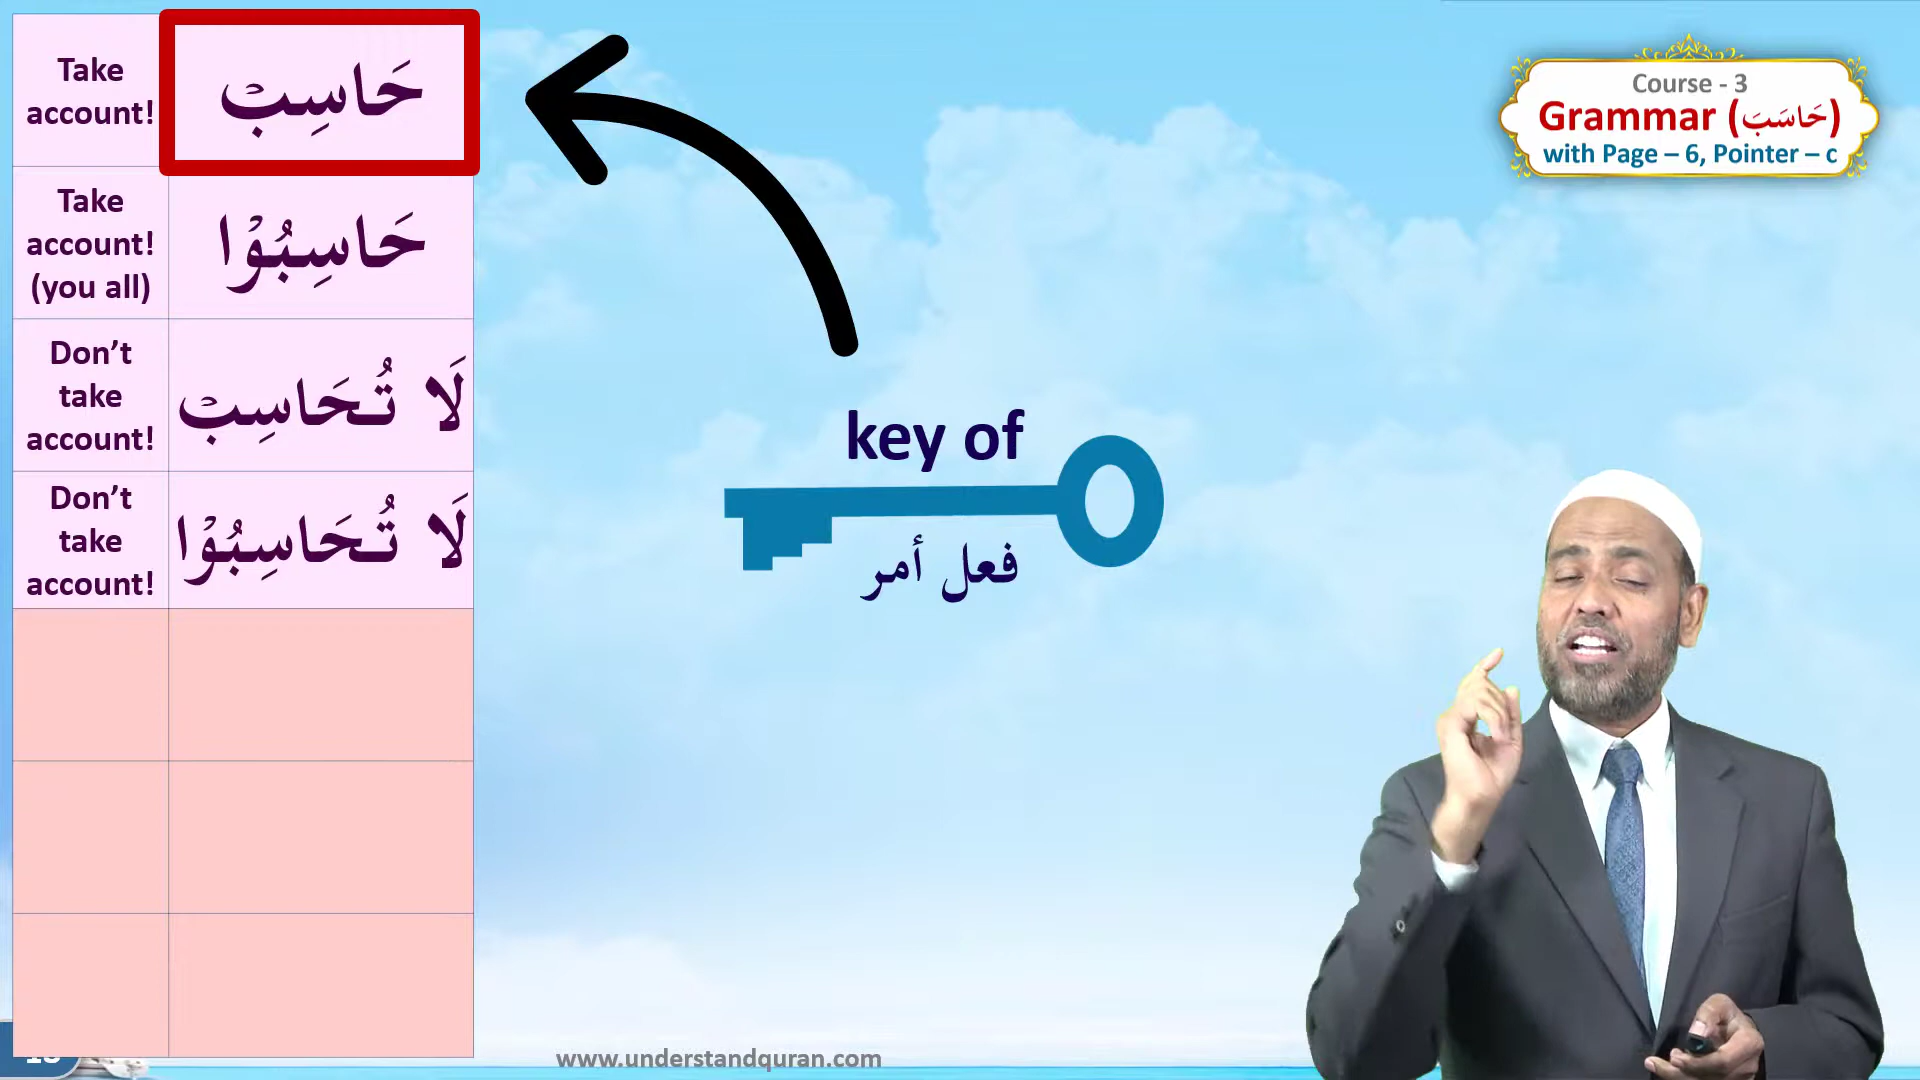 Take
account!
حَاسِبْ
Take
account!
(you all)
حَاسِبُوْا
Don’t
take
account!
لَا تُحَاسِبْ
Don’t
take
account!
لَا تُحَاسِبُوْا
key of
فعل أمر
Course - 3
Grammar (حَاسَبَ)
with Page – 6, Pointer – c
www.understandquran.com